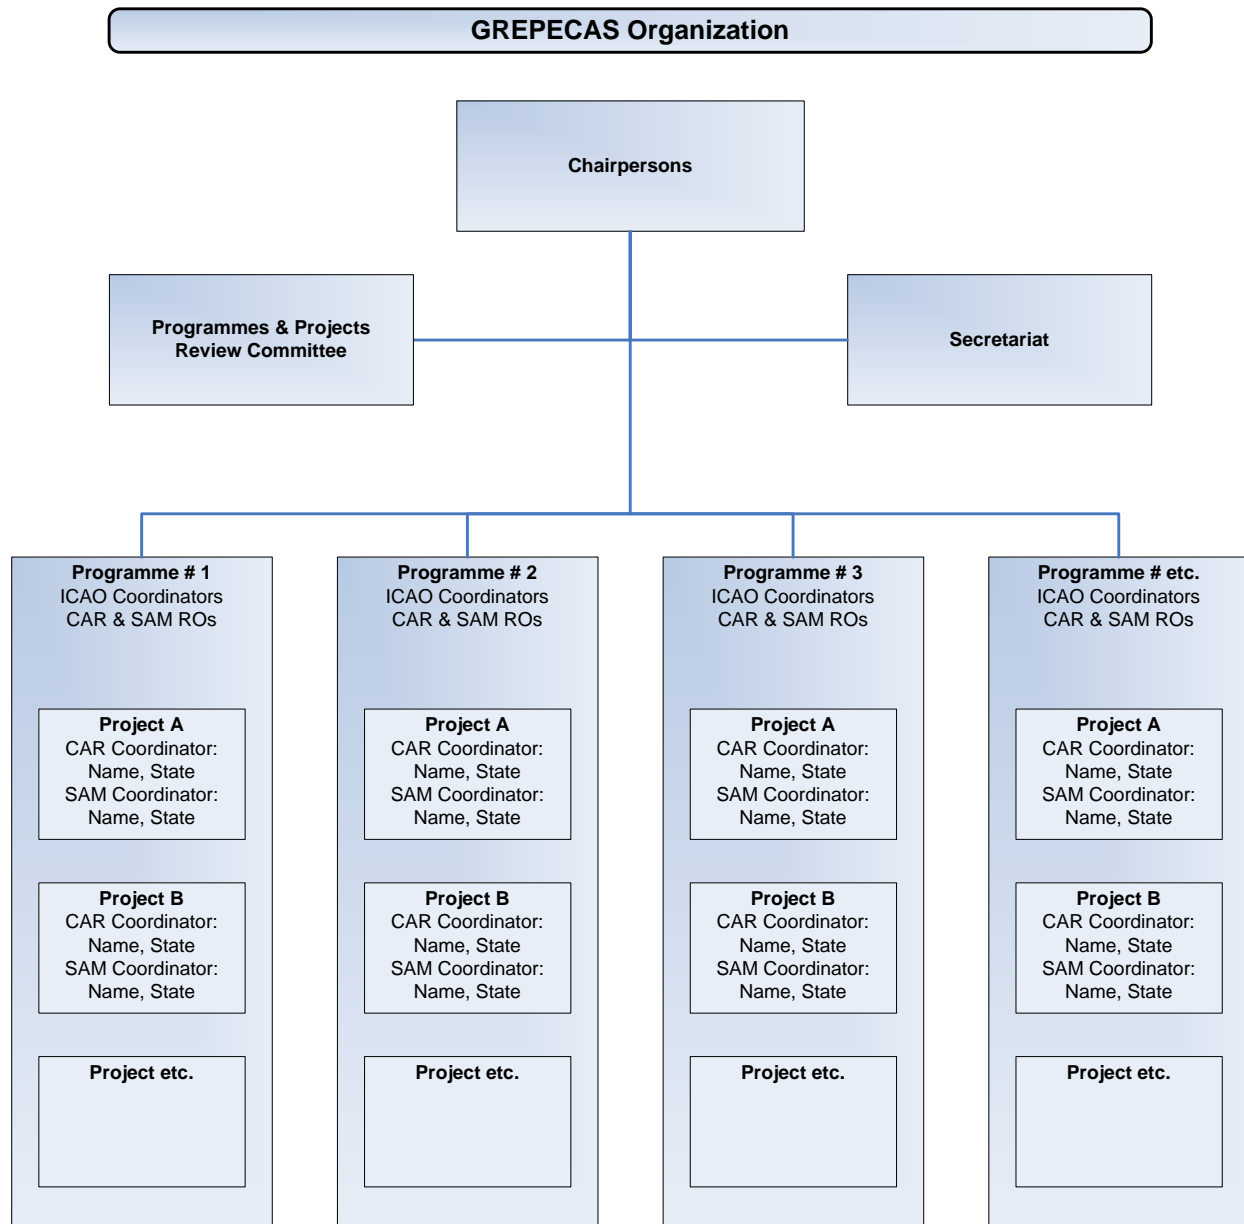 GREPECAS Organization
Chairpersons
Programmes & Projects
Review Committee
Secretariat
Programme # 1
ICAO Coordinators
CAR & SAM ROs
Project A
CAR Coordinator:
Name, State
SAM Coordinator:
Name, State
Project B
CAR Coordinator:
Name, State
SAM Coordinator:
Name, State
Project etc.
Programme # 2
ICAO Coordinators
CAR & SAM ROs
Project A
CAR Coordinator:
Name, State
SAM Coordinator:
Name, State
Project B
CAR Coordinator:
Name, State
SAM Coordinator:
Name, State
Project etc.
Programme # 3
ICAO Coordinators
CAR & SAM ROs
Project A
CAR Coordinator:
Name, State
SAM Coordinator:
Name, State
Project B
CAR Coordinator:
Name, State
SAM Coordinator:
Name, State
Project etc.
Programme # etc.
ICAO Coordinators
CAR & SAM ROs
Project A
CAR Coordinator:
Name, State
SAM Coordinator:
Name, State
Project B
CAR Coordinator:
Name, State
SAM Coordinator:
Name, State
Project etc.